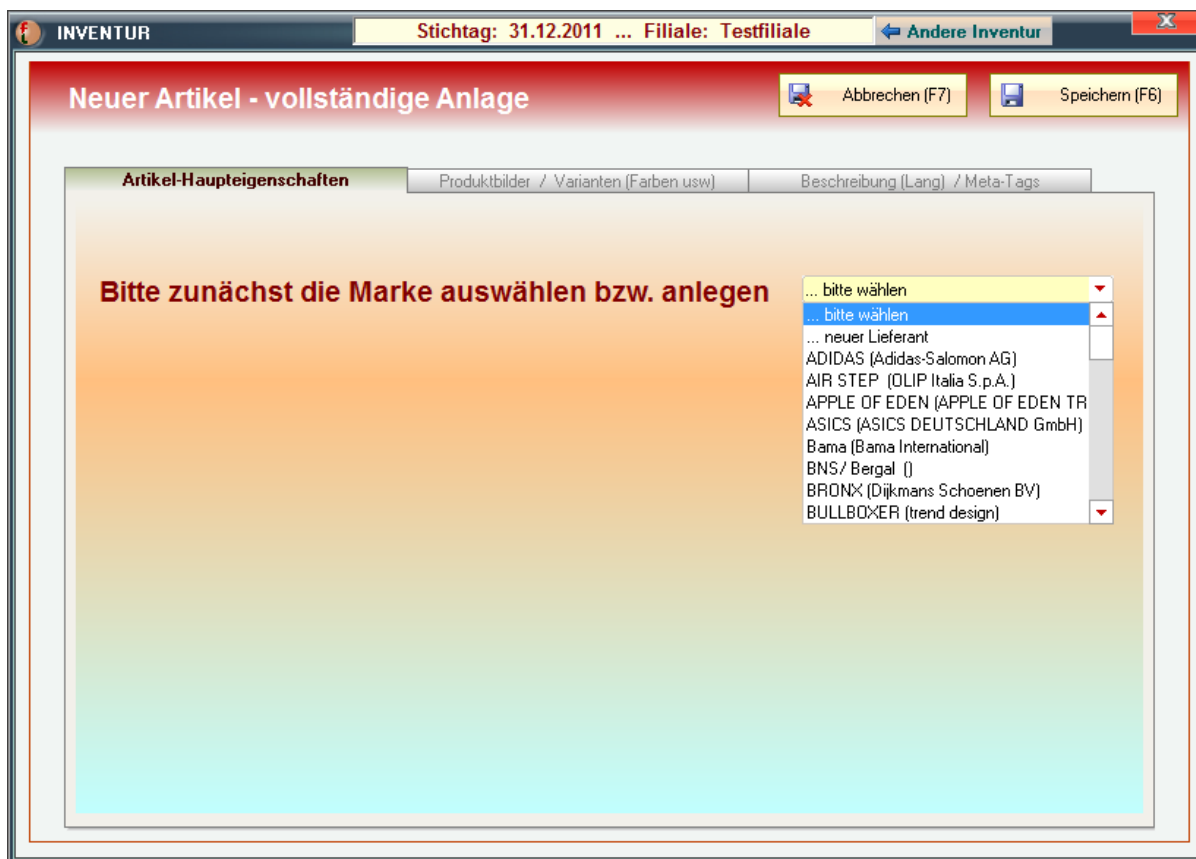 INVENTUR
Stichtag: 31.12.2011 ... Filiale: Testfiliale
Andere Inventur
Neuer Artikel - vollständige Anlage
Abbrechen (F7)
Speichern (F6)
Artikel-Haupteigenschaften
Produktbilder / Varianten (Farben usw)
Beschreibung (Lang) / Meta-Tags
Bitte zunächst die Marke auswählen bzw. anlegen
... bitte wählen
... bitte wählen
... neuer Lieferant
ADIDAS (Adidas-Salomon AG)
AIR STEP (OLIP Italia S.p.A.)
APPLE OF EDEN (APPLE OF EDEN TR
ASICS (ASICS DEUTSCHLAND GmbH)
Bama (Bama International)
BNS/ Bergal ()
BRONX (Dijkmans Schoenen BV)
BULLBOXER (trend design)